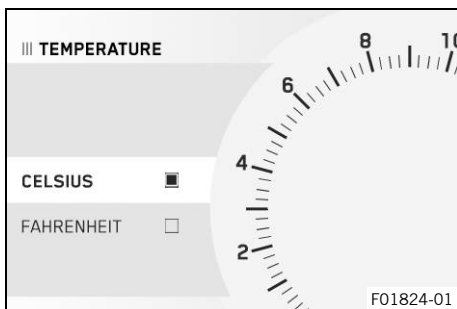 TEMPERATURE
CELSIUS
FAHRENHEIT
10
8
6
4
2
F01824-01